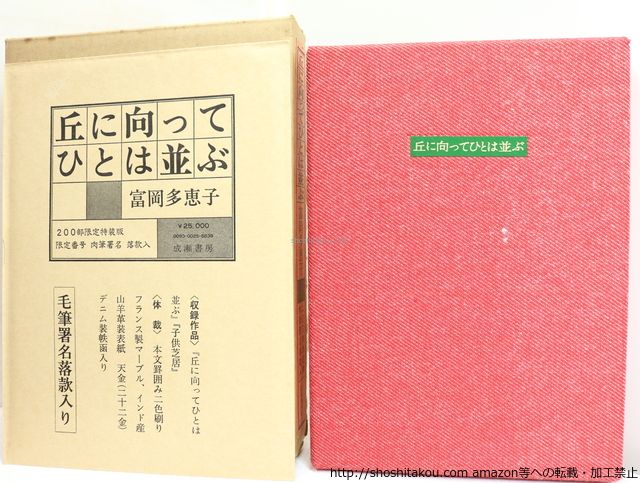 丘に向って
ひとは並ぶ
富岡多恵子
200部限定特装版
限定番号 肉筆署名 落款入
¥25,000
0093-0025-6838
成瀬書房
〈収録作品〉『丘に向ってひとは
並ぶ』『子供芝居』
〈体 裁〉本文罫囲み二色刷り
フランス製マーブル、インド産
山羊革装表紙 天金(二十二金)
デニム装帙函入り
毛筆署名落款入り
丘に向ってひとは並ぶ
http://shoshitakou.com amazon等への転載・加工禁止